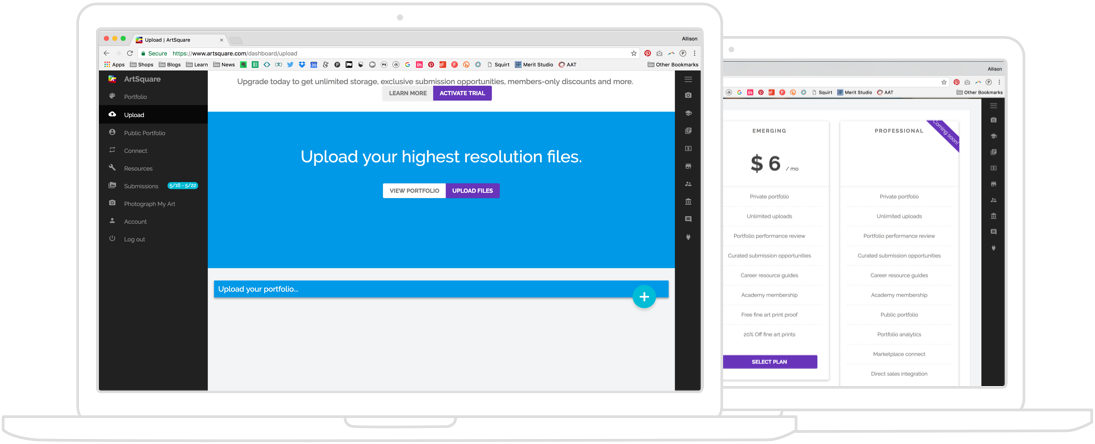 Upload | ArtSquare
Allison
Secure https://www.artsquare.com/dashboard/upload
Apps Shops Blogs Learn News Squirt Merit Studio AAT Other Bookmarks
ArtSquare
Portfolio
Upload
Public Portfolio
Connect
Resources
Submissions 5/16 - 5/22
Photograph My Art
Account
Log out
Upgrade today to get unlimited storage, exclusive submission opportunities, members-only discounts and more.
LEARN MORE ACTIVATE TRIAL
Upload your highest resolution files.
VIEW PORTFOLIO UPLOAD FILES
Upload your portfolio...
+
Allison
Squirt Merit Studio AAT Other Bookmarks
EMERGING
$ 6 / mo
Private portfolio
Unlimited uploads
Portfolio performance review
Curated submission opportunities
Career resource guides
Academy membership
Free fine art print proof
20% Off fine art prints
SELECT PLAN
PROFESSIONAL
Coming soon!
Private portfolio
Unlimited uploads
Portfolio performance review
Curated submission opportunities
Career resource guides
Academy membership
Public portfolio
Portfolio analytics
Marketplace connect
Direct sales integration